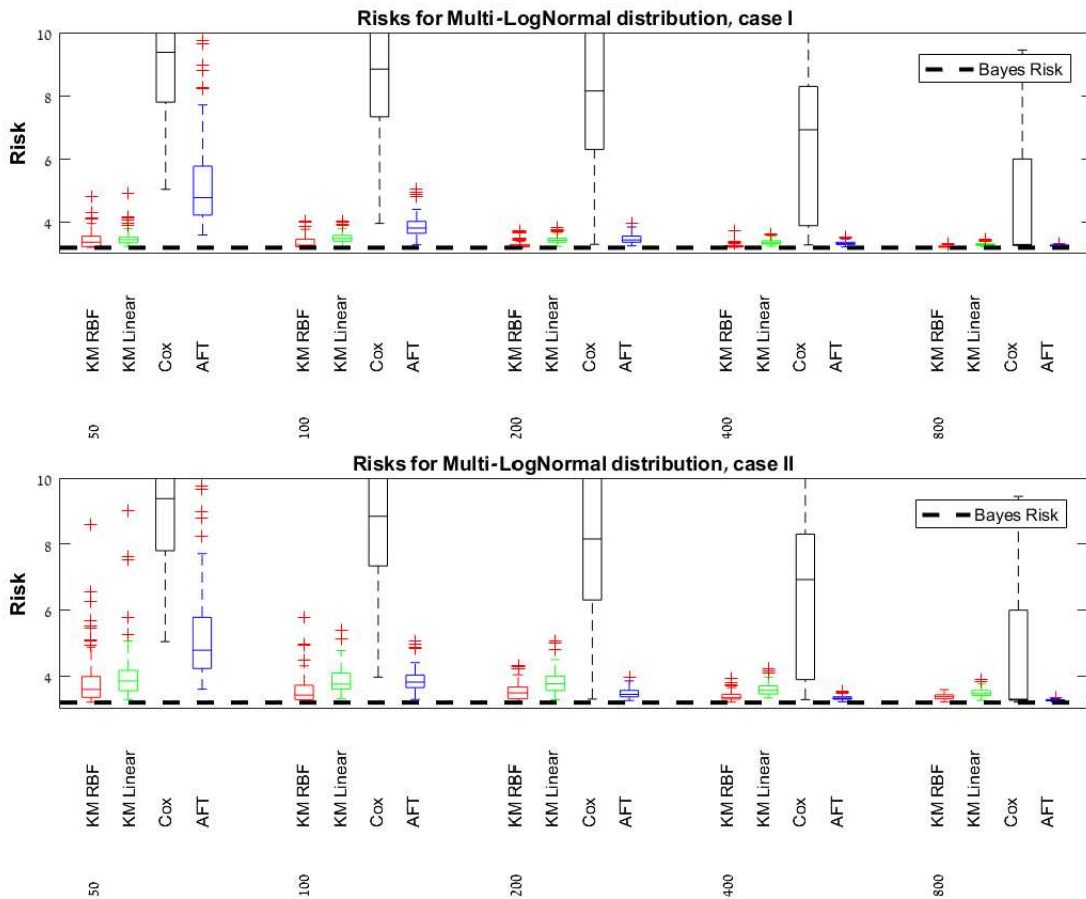 Risks for Multi-LogNormal distribution, case I
10
8
6
4
Risk
Bayes Risk
KM RBF
KM Linear
Cox
AFT
KM RBF
KM Linear
Cox
AFT
KM RBF
KM Linear
Cox
AFT
KM RBF
KM Linear
Cox
AFT
KM RBF
KM Linear
Cox
AFT
50
100
200
400
800
Risks for Multi-LogNormal distribution, case II
10
8
6
4
Risk
Bayes Risk
KM RBF
KM Linear
Cox
AFT
KM RBF
KM Linear
Cox
AFT
KM RBF
KM Linear
Cox
AFT
KM RBF
KM Linear
Cox
AFT
KM RBF
KM Linear
Cox
AFT
50
100
200
400
800